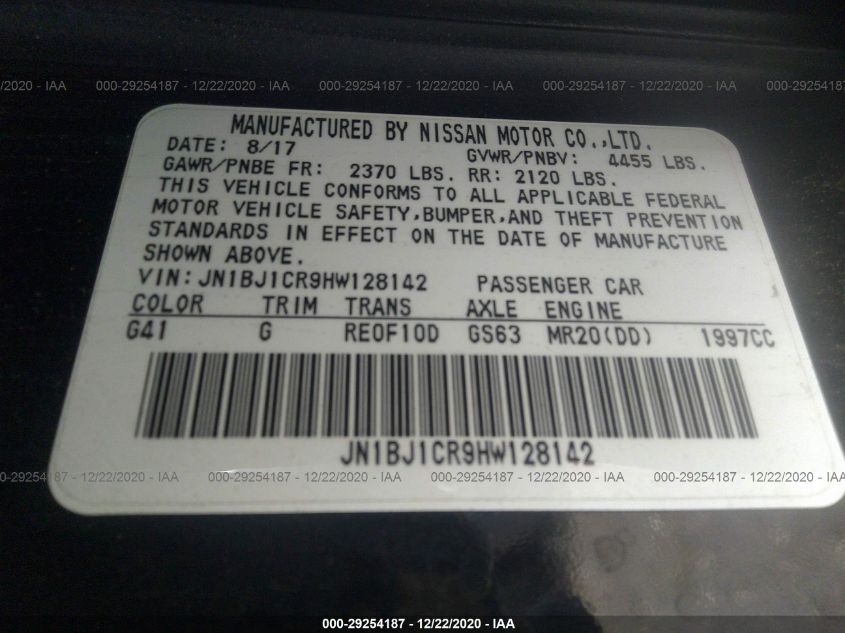 0-29254187 - 12/22/2020 - IAA 000-29254187 - 12/22/2020 - IAA 000-29254187 - 12/22/2020 - IAA 000-29254187 - 12/22/2020 - IAA
MANUFACTURED BY NISSAN MOTOR CO.,LTD.
DATE: 8/17 GVWR/PNBV: 4455 LBS.
GAWR/PNBE FR: 2370 LBS. RR: 2120 LBS.
THIS VEHICLE CONFORMS TO ALL APPLICABLE FEDERAL
MOTOR VEHICLE SAFETY,BUMPER,AND THEFT PREVENTION
STANDARDS IN EFFECT ON THE DATE OF MANUFACTURE
SHOWN ABOVE.
VIN: JN1BJ1CR9HW128142 PASSENGER CAR
COLOR TRIM TRANS AXLE ENGINE
G41 G RE0F10D GS63 MR20(DD) 1997CC
JN1BJ1CR9HW128142
0-29254187 - 12/22/2020 - IAA 000-29254187 - 12/22/2020 - IAA 000-29254187 - 12/22/2020 - IAA 000-29254187 - 12/22/2020 - IAA
000-29254187 - 12/22/2020 - IAA